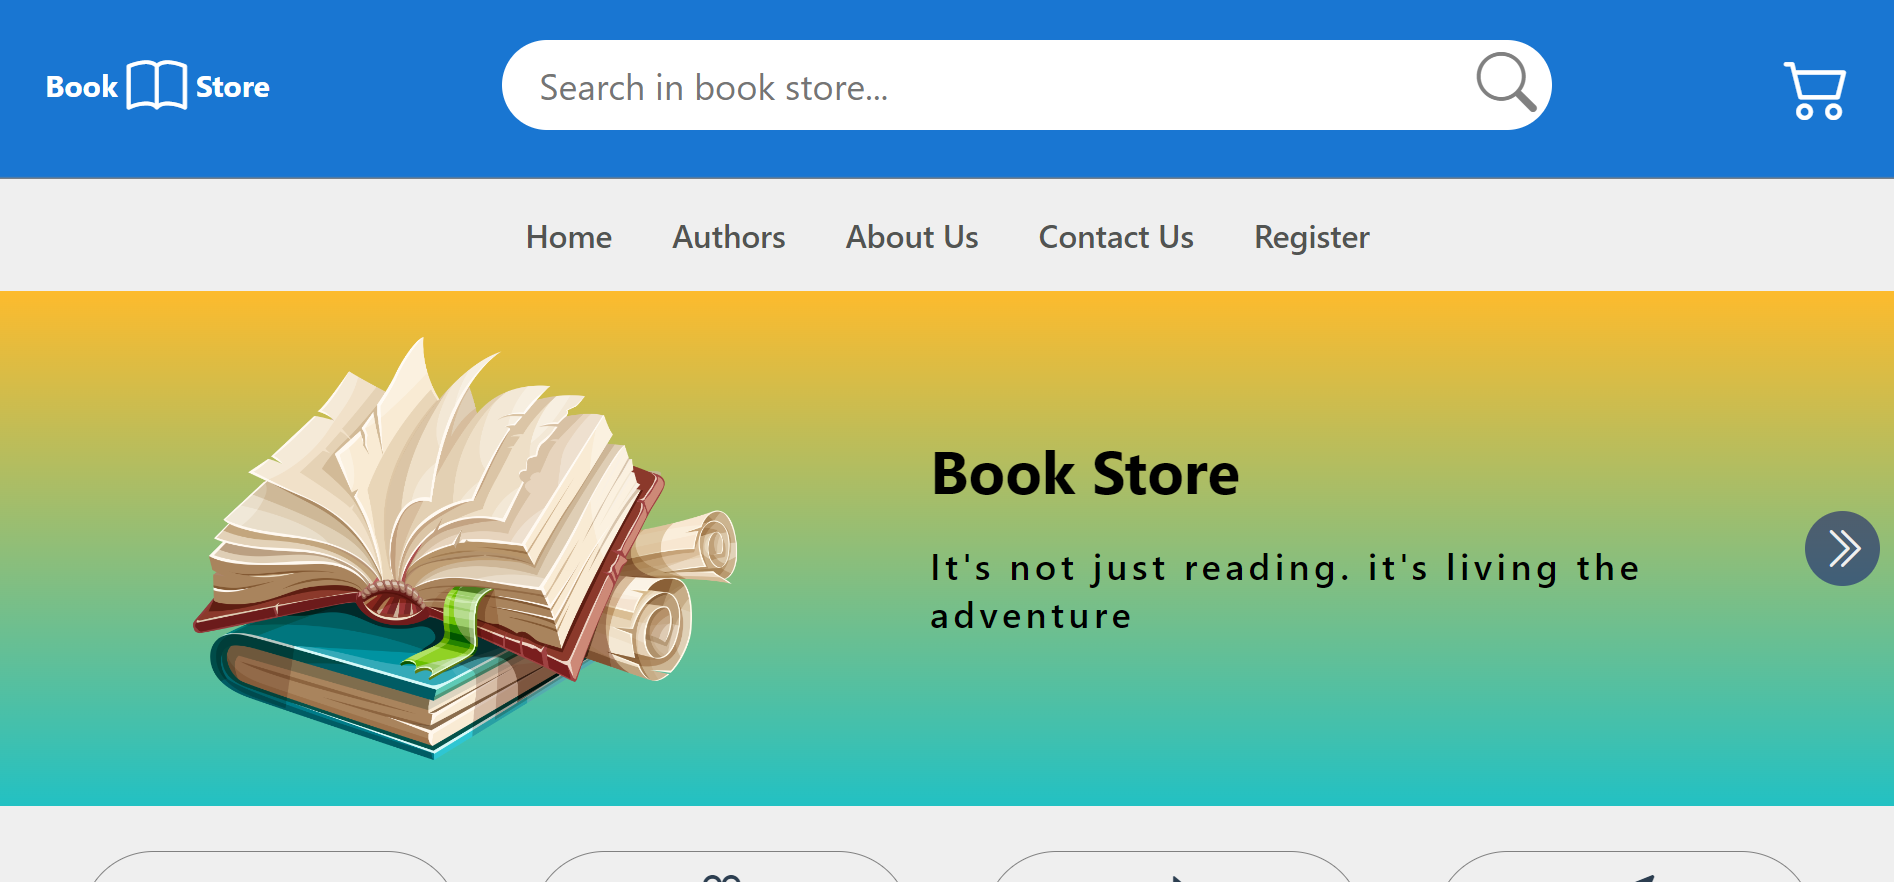 Book Store
Search in book store...
Home Authors About Us Contact Us Register
Book Store
It's not just reading. it's living the
adventure